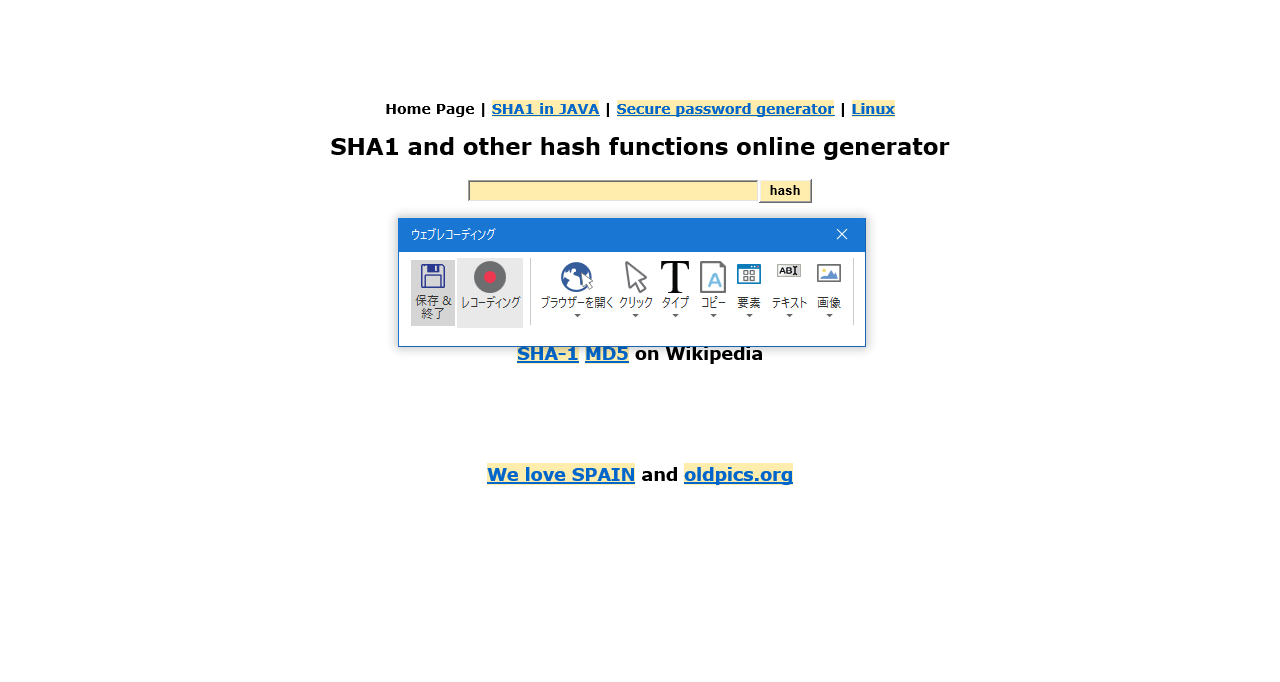 Home Page | SHA1 in JAVA | Secure password generator | Linux
SHA1 and other hash functions online generator
hash
ウェブレコーディング
保存 & 終了
レコーディング
ブラウザーを開く
クリック
タイプ
コピー
要素
テキスト
画像
A
ABI
SHA-1 MD5 on Wikipedia
We love SPAIN and oldpics.org